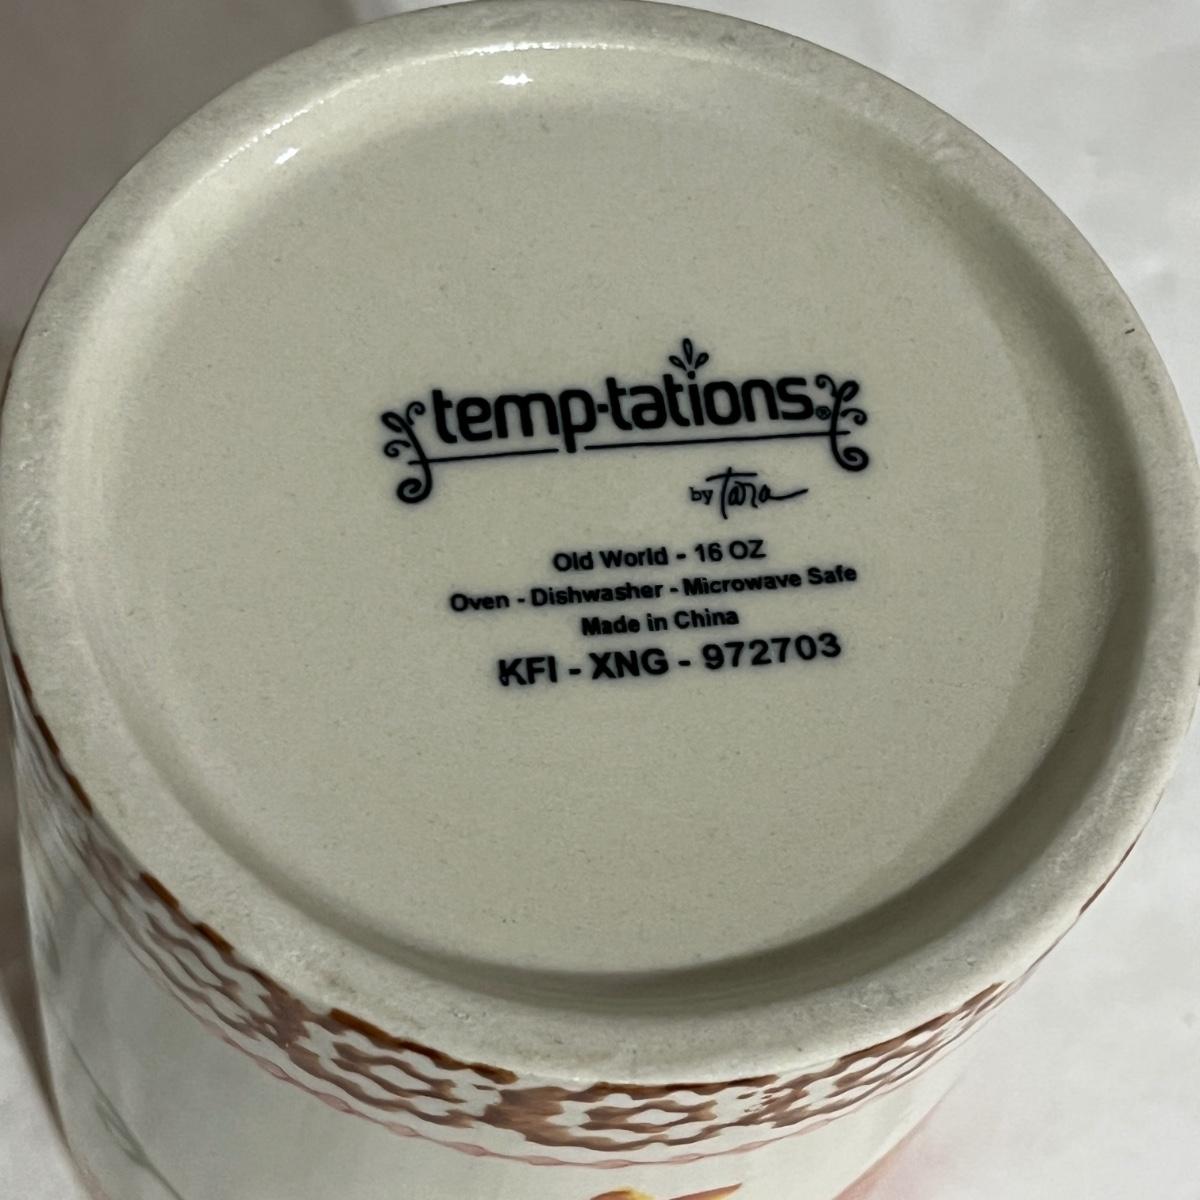 temp-tations®
by tara
Old World - 16 OZ
Oven - Dishwasher - Microwave Safe
Made in China
KFI - XNG - 972703